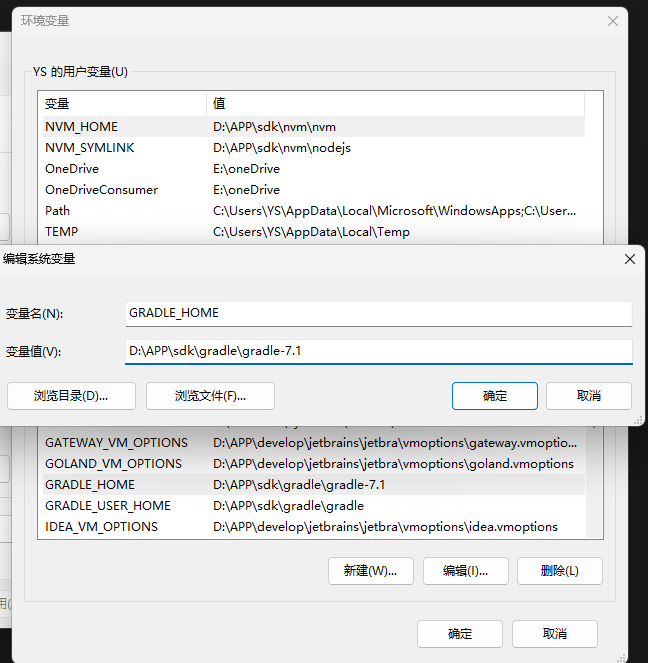 环境变量
YS 的用户变量(U)
变量 值
NVM_HOME D:\APP\sdk\nvm\nvm
NVM_SYMLINK D:\APP\sdk\nvm\nodejs
OneDrive E:\oneDrive
OneDriveConsumer E:\oneDrive
Path C:\Users\YS\AppData\Local\Microsoft\WindowsApps;C:\User...
TEMP C:\Users\YS\AppData\Local\Temp
编辑系统变量
变量名(N): GRADLE_HOME
变量值(V): D:\APP\sdk\gradle\gradle-7.1
浏览目录(D)... 浏览文件(F)... 确定 取消
GATEWAY_VM_OPTIONS D:\APP\develop\jetbrains\jetbra\vmoptions\gateway.vmoptio...
GOLAND_VM_OPTIONS D:\APP\develop\jetbrains\jetbra\vmoptions\goland.vmoptions
GRADLE_HOME D:\APP\sdk\gradle\gradle-7.1
GRADLE_USER_HOME D:\APP\sdk\gradle\gradle
IDEA_VM_OPTIONS D:\APP\develop\jetbrains\jetbra\vmoptions\idea.vmoptions
新建(W)... 编辑(I)... 删除(L)
用(
确定 取消